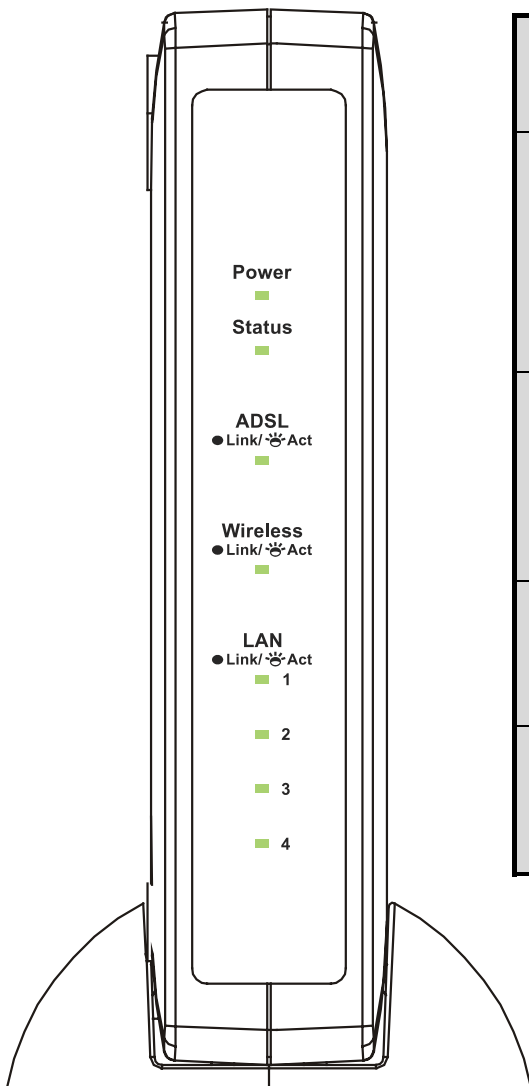 Power
Status
ADSL
Link/ Act
Wireless
Link/ Act
LAN
Link/ Act
1
2
3
4